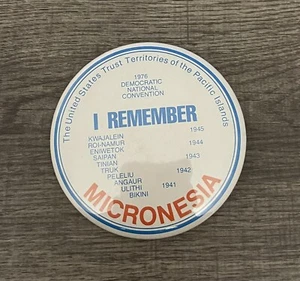 The United States Trust Territories of the Pacific Islands
1976
DEMOCRATIC
NATIONAL
CONVENTION
I REMEMBER
KWAJALEIN 1945
ROI-NAMUR
ENIWETOK 1944
SAIPAN
TINIAN 1943
TRUK
PELELIU 1942
ANGAUR
ULITHI 1941
BIKINI
MICRONESIA